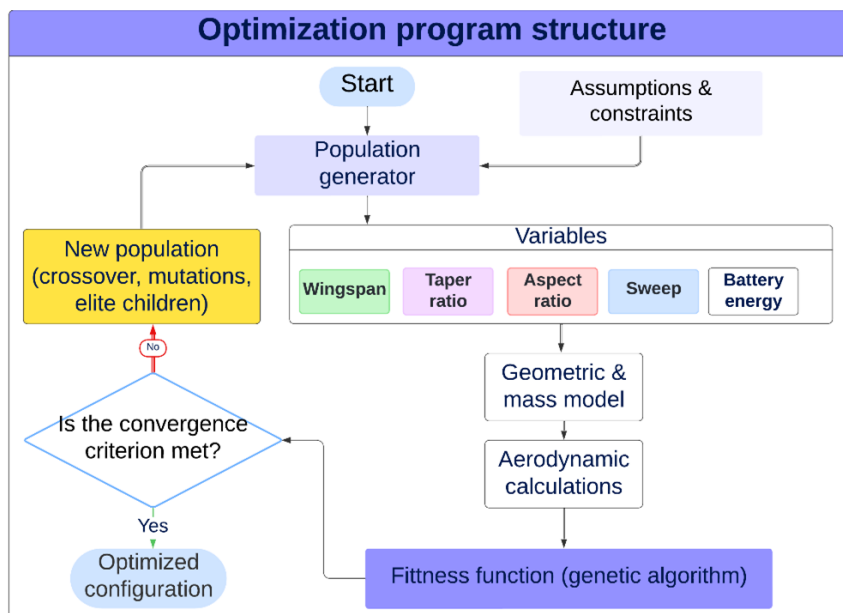 Optimization program structure
Start
Assumptions &
constraints
Population
generator
New population
(crossover, mutations,
elite children)
Variables
Wingspan
Taper
ratio
Aspect
ratio
Sweep
Battery
energy
No
Geometric &
mass model
Is the convergence
criterion met?
Aerodynamic
calculations
Yes
Optimized
configuration
Fittness function (genetic algorithm)